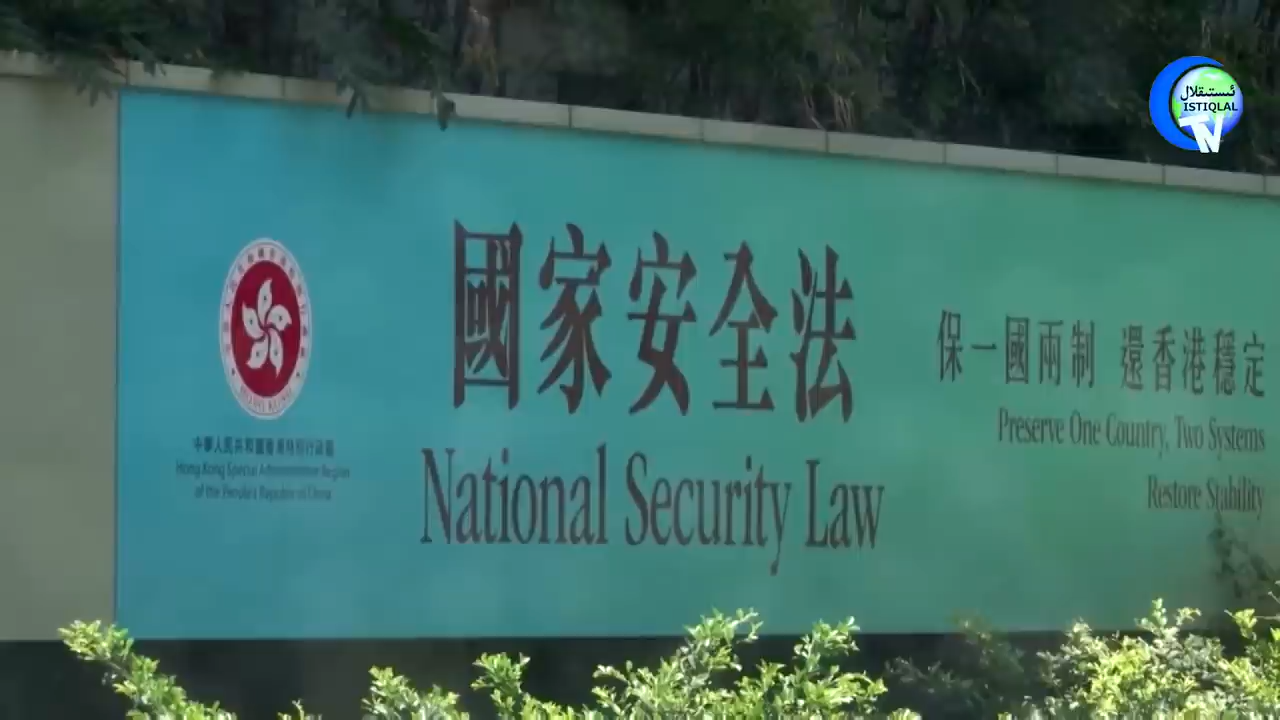 ئىستىقلال
ISTIQLAL
TV
國家安全法
National Security Law
保一國兩制 還香港穩定
Preserve One Country, Two Systems
Restore Stability
中華人民共和國香港特別行政區
Hong Kong Special Administrative Region
of the People's Republic of China